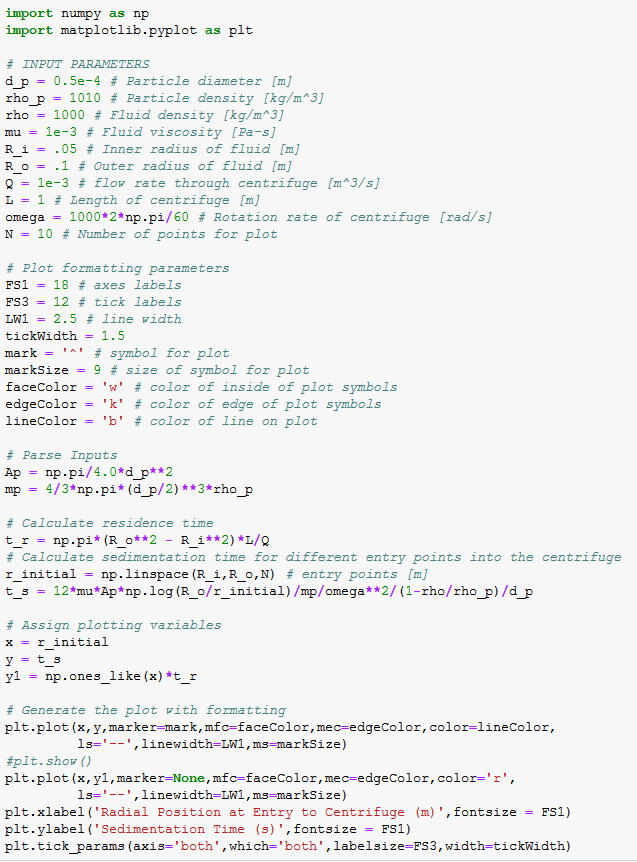 import numpy as np
import matplotlib.pyplot as plt
# INPUT PARAMETERS
d_p = 0.5e-4 # Particle diameter [m]
rho_p = 1010 # Particle density [kg/m^3]
rho = 1000 # Fluid density [kg/m^3]
mu = 1e-3 # Fluid viscosity [Pa-s]
R_i = .05 # Inner radius of fluid [m]
R_o = .1 # Outer radius of fluid [m]
Q = 1e-3 # flow rate through centrifuge [m^3/s]
L = 1 # Length of centrifuge [m]
omega = 1000*2*np.pi/60 # Rotation rate of centrifuge [rad/s]
N = 10 # Number of points for plot
# Plot formatting parameters
FS1 = 18 # axes labels
FS3 = 12 # tick labels
LW1 = 2.5 # line width
tickWidth = 1.5
mark = '^' # symbol for plot
markSize = 9 # size of symbol for plot
faceColor = 'w' # color of inside of plot symbols
edgeColor = 'k' # color of edge of plot symbols
lineColor = 'b' # color of line on plot
# Parse Inputs
Ap = np.pi/4.0*d_p**2
mp = 4/3*np.pi*(d_p/2)**3*rho_p
# Calculate residence time
t_r = np.pi*(R_o**2 - R_i**2)*L/Q
# Calculate sedimentation time for different entry points into the centrifuge
r_initial = np.linspace(R_i,R_o,N) # entry points [m]
t_s = 12*mu*Ap*np.log(R_o/r_initial)/mp/omega**2/(1-rho/rho_p)/d_p
# Assign plotting variables
x = r_initial
y = t_s
y1 = np.ones_like(x)*t_r
# Generate the plot with formatting
plt.plot(x,y,marker=mark,mfc=faceColor,mec=edgeColor,color=lineColor,
ls='--',linewidth=LW1,ms=markSize)
#plt.show()
plt.plot(x,y1,marker=None,mfc=faceColor,mec=edgeColor,color='r',
ls='--',linewidth=LW1,ms=markSize)
plt.xlabel('Radial Position at Entry to Centrifuge (m)',fontsize = FS1)
plt.ylabel('Sedimentation Time (s)',fontsize = FS1)
plt.tick_params(axis='both',which='both',labelsize=FS3,width=tickWidth)